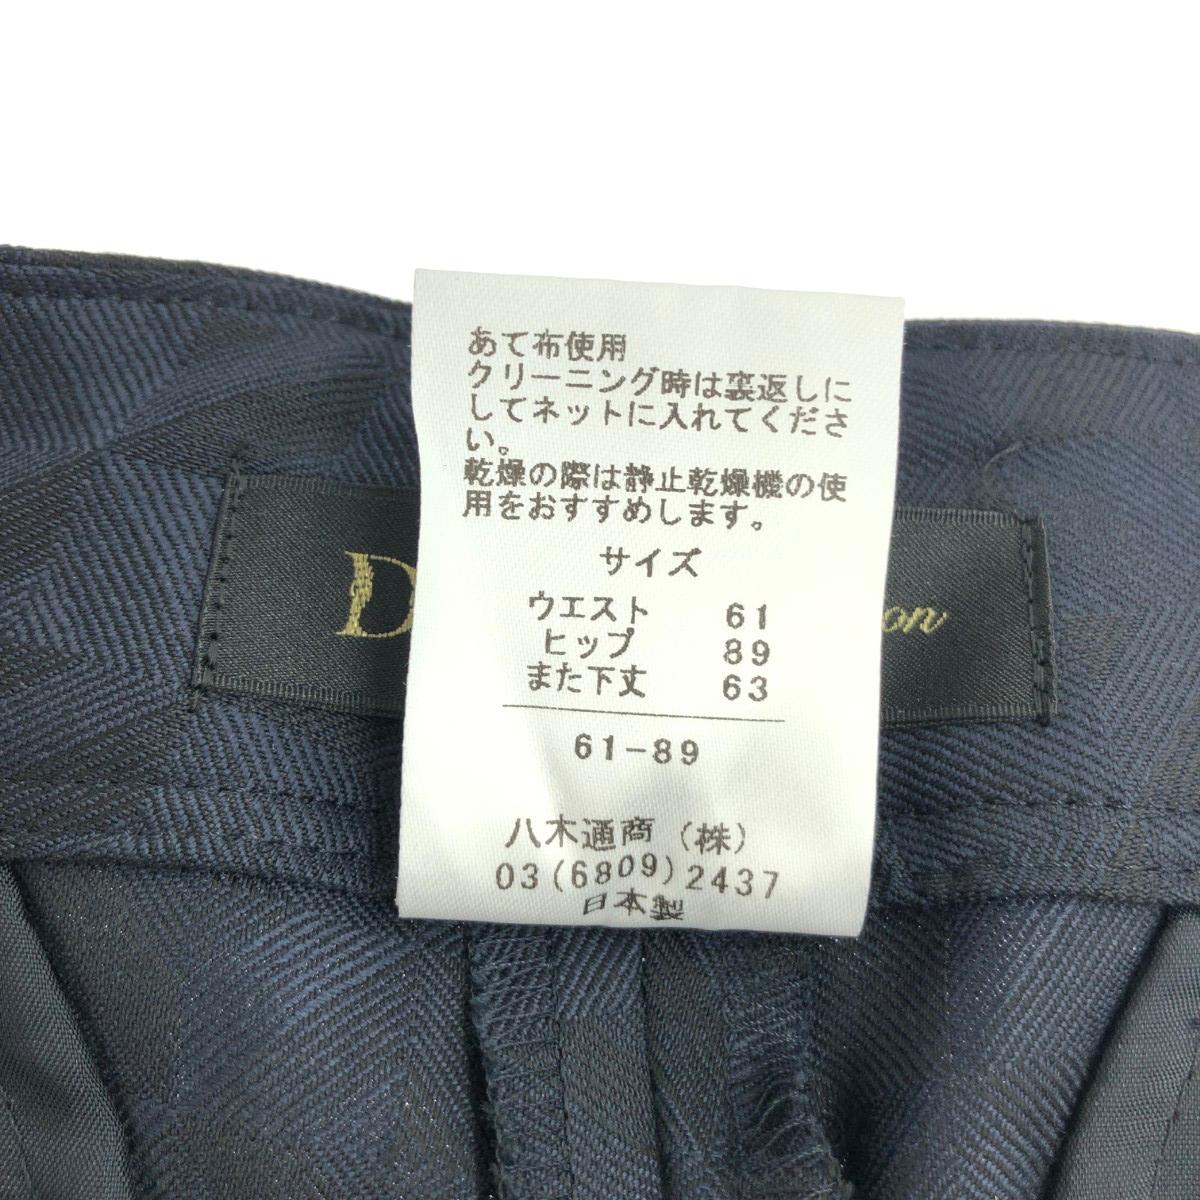 あて布使用
クリーニング時は裏返しに
してネットに入れてくださ
い。
乾燥の際は静止乾燥機の使
用をおすすめします。
サイズ
ウエスト 61
ヒップ 89
また下丈 63
61-89
八木通商(株)
03(6809)2437
日本製